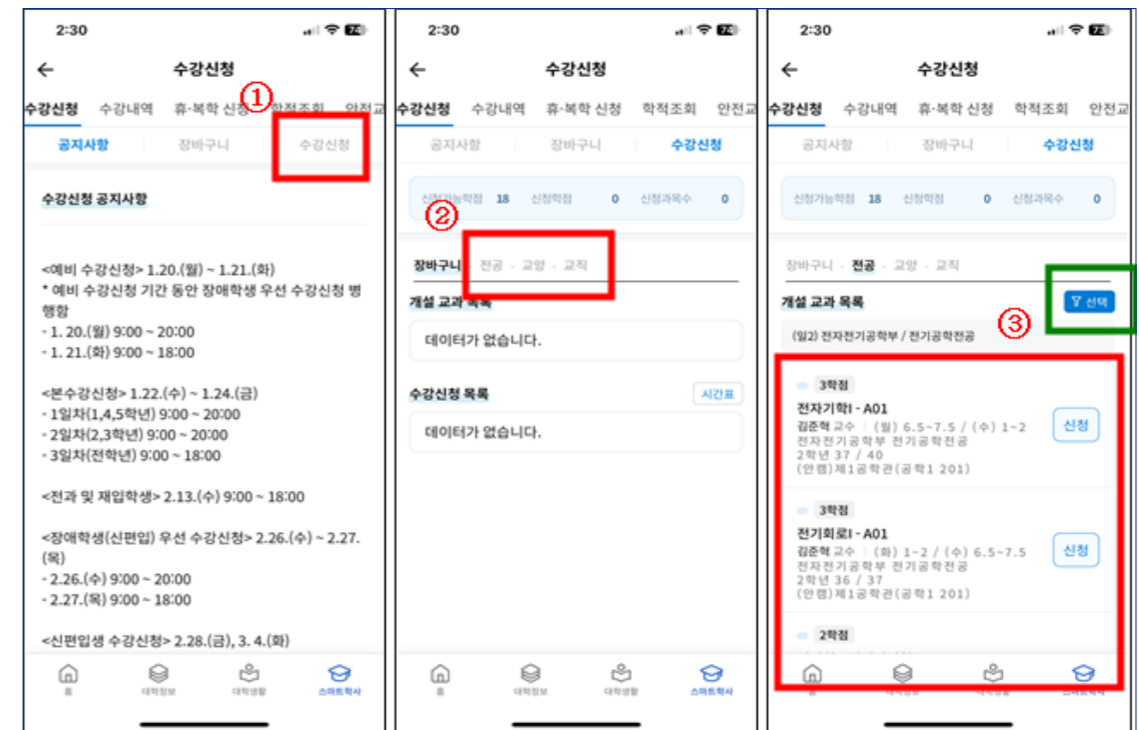 2:30
74
수강신청
①
수강신청 수강내역 휴·복학 신청 학적조회 안전교
공지사항 장바구니 수강신청
수강신청 공지사항
<예비 수강신청> 1.20.(월) ~ 1.21.(화)
* 예비 수강신청 기간 동안 장애학생 우선 수강신청 병
행함
- 1. 20.(월) 9:00 ~ 20:00
- 1. 21.(화) 9:00 ~ 18:00
<본수강신청> 1.22.(수) ~ 1.24.(금)
- 1일차(1,4,5학년) 9:00 ~ 20:00
- 2일차(2,3학년) 9:00 ~ 20:00
- 3일차(전학년) 9:00 ~ 18:00
<전과 및 재입학생> 2.13.(수) 9:00 ~ 18:00
<장애학생(신편입) 우선 수강신청> 2.26.(수) ~ 2.27.
(목)
- 2.26.(수) 9:00 ~ 20:00
- 2.27.(목) 9:00 ~ 18:00
<신편입생 수강신청> 2.28.(금), 3. 4.(화)
홈 대학정보 대학생활 스마트학사
2:30
74
수강신청
수강신청 수강내역 휴·복학 신청 학적조회 안전교
공지사항 장바구니 수강신청
신청가능학점 18 신청학점 0 신청과목수 0
②
장바구니 - 전공 - 교양 - 교직
개설 교과 목록
데이터가 없습니다.
수강신청 목록 시간표
데이터가 없습니다.
홈 대학정보 대학생활 스마트학사
2:30
73
수강신청
수강신청 수강내역 휴·복학 신청 학적조회 안전교
공지사항 장바구니 수강신청
신청가능학점 18 신청학점 0 신청과목수 0
장바구니 - 전공 - 교양 - 교직
개설 교과 목록 선택
③
(일2) 전자전기공학부 / 전기공학전공
3학점
전자기학I - A01
김준혁 교수 | (월) 6.5~7.5 / (수) 1~2
신청
전자전기공학부 전기공학전공
2학년 37 / 40
(안캠)제1공학관(공학1 201)
3학점
전기회로I - A01
김준혁 교수 | (화) 1~2 / (수) 6.5~7.5
신청
전자전기공학부 전기공학전공
2학년 36 / 37
(안캠)제1공학관(공학1 201)
2학점
홈 대학정보 대학생활 스마트학사